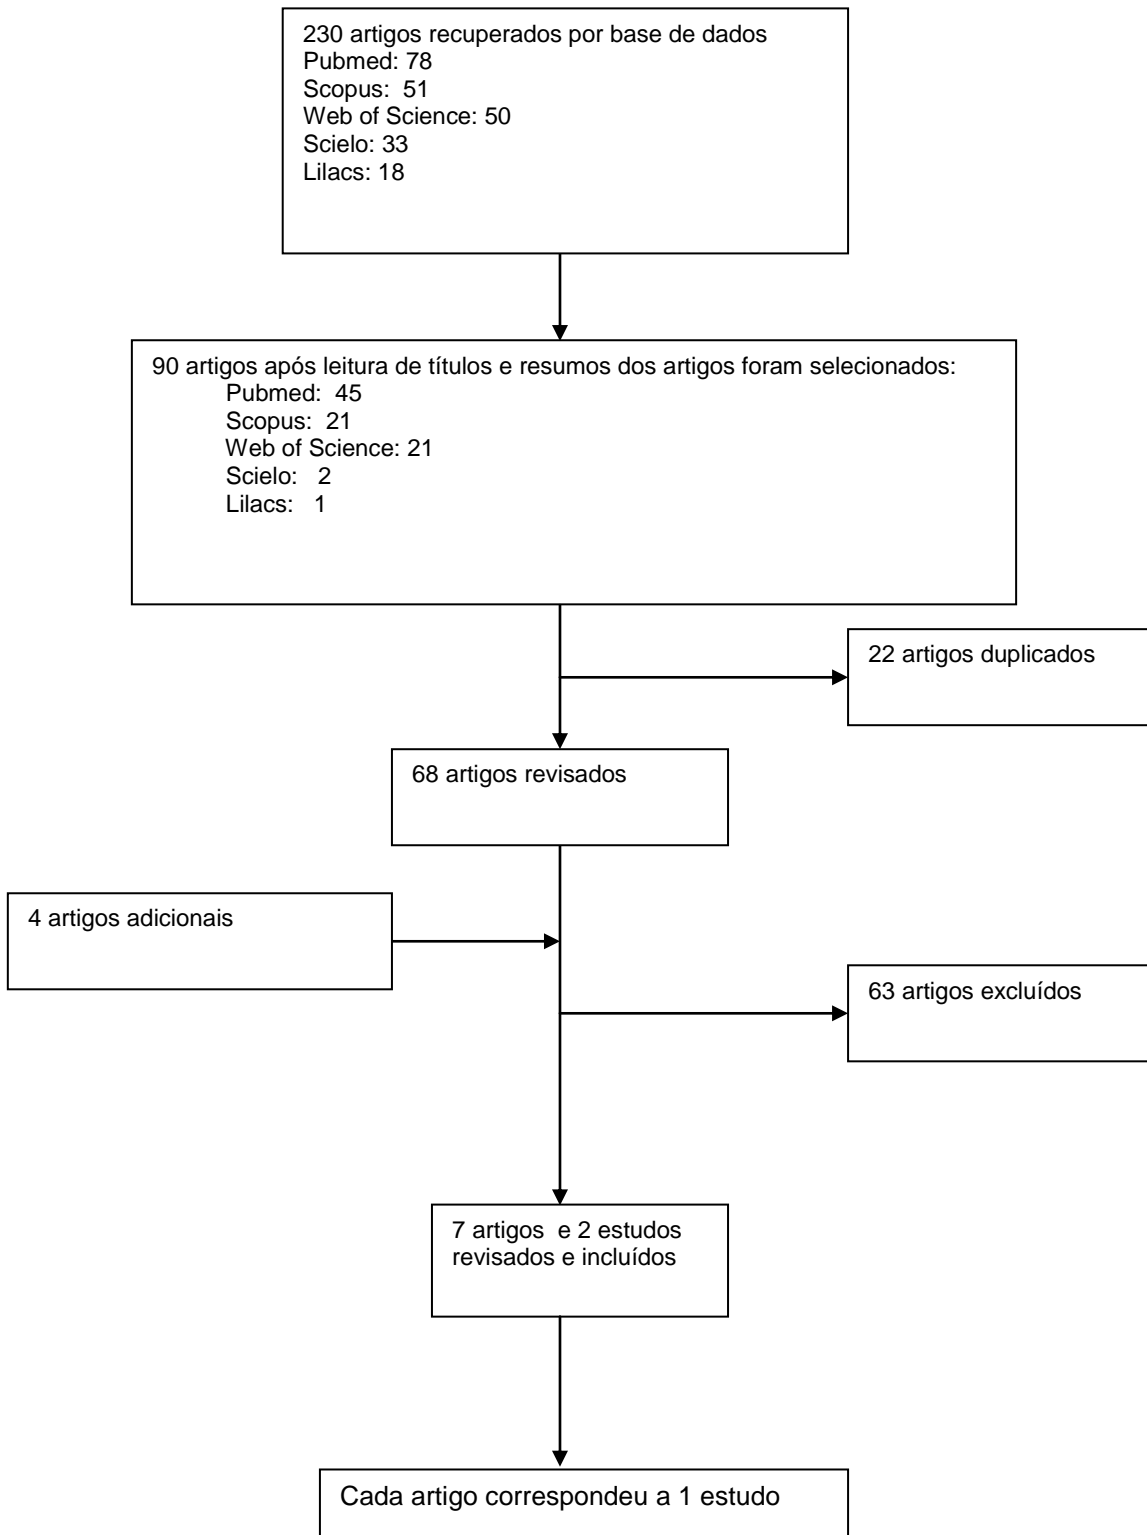 230 artigos recuperados por base de dados
Pubmed: 78
Scopus:  51
Web of Science: 50
Scielo: 33
Lilacs: 18
90 artigos após leitura de títulos e resumos dos artigos foram selecionados:
Pubmed:  45
Scopus:  21
Web of Science: 21
Scielo:   2
Lilacs:   1
22 artigos duplicados
68 artigos revisados
4 artigos adicionais
63 artigos excluídos
7 artigos  e 2 estudos
revisados e incluídos
Cada artigo correspondeu a 1 estudo